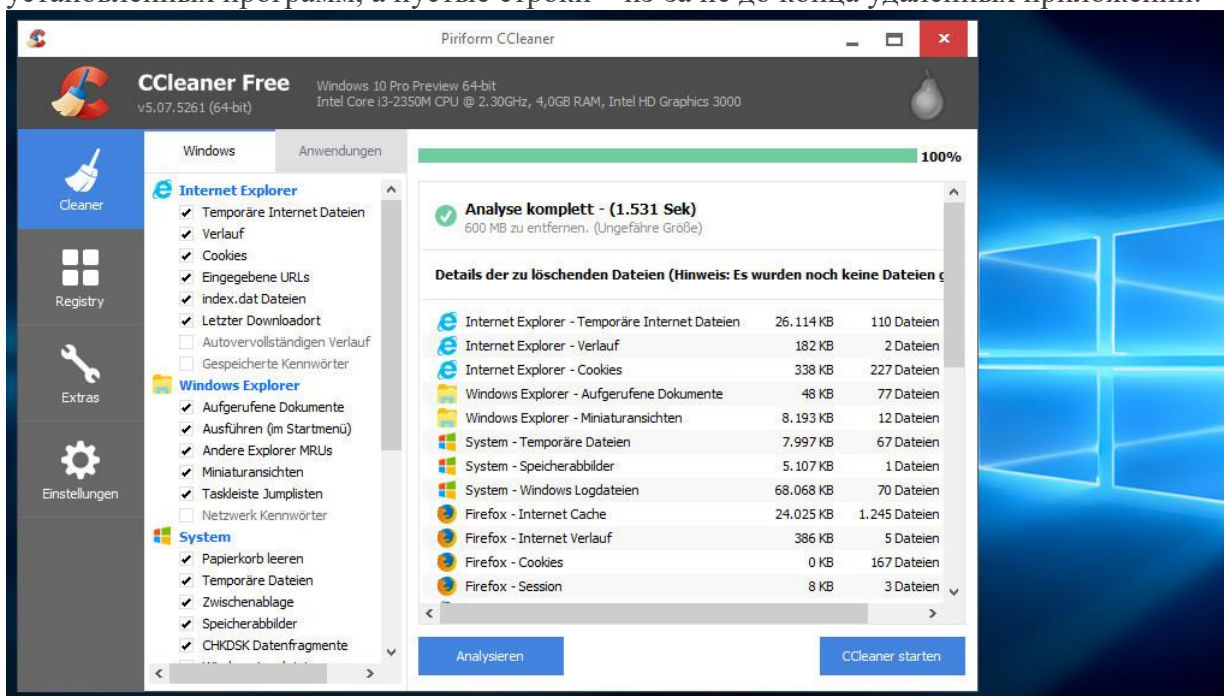 установленных программ, а пустые строки – из-за не до конца удаленных приложений.
Piriform CCleaner
CCleaner Free
v5.07.5261 (64-bit)
Windows 10 Pro Preview 64-bit
Intel Core i3-2350M CPU @ 2.30GHz, 4,0GB RAM, Intel HD Graphics 3000
Cleaner
Registry
Extras
Einstellungen
Windows
Anwendungen
Internet Explorer
Temporäre Internet Dateien
Verlauf
Cookies
Eingegebene URLs
index.dat Dateien
Letzter Downloadort
Autovervollständigen Verlauf
Gespeicherte Kennwörter
Windows Explorer
Aufgerufene Dokumente
Ausführen (im Startmenü)
Andere Explorer MRUs
Miniaturansichten
Taskleiste Jumplisten
Netzwerk Kennwörter
System
Papierkorb leeren
Temporäre Dateien
Zwischenablage
Speicherabbilder
CHKDSK Datenfragmente
100%
Analyse komplett - (1.531 Sek)
600 MB zu entfernen. (Ungefähre Größe)
Details der zu löschenden Dateien (Hinweis: Es wurden noch keine Dateien g
Internet Explorer - Temporäre Internet Dateien 26.114 KB 110 Dateien
Internet Explorer - Verlauf 182 KB 2 Dateien
Internet Explorer - Cookies 338 KB 227 Dateien
Windows Explorer - Aufgerufene Dokumente 48 KB 77 Dateien
Windows Explorer - Miniaturansichten 8.193 KB 12 Dateien
System - Temporäre Dateien 7.997 KB 67 Dateien
System - Speicherabbilder 5.107 KB 1 Dateien
System - Windows Logdateien 68.068 KB 70 Dateien
Firefox - Internet Cache 24.025 KB 1.245 Dateien
Firefox - Internet Verlauf 386 KB 5 Dateien
Firefox - Cookies 0 KB 167 Dateien
Firefox - Session 8 KB 3 Dateien
Analysieren
CCleaner starten